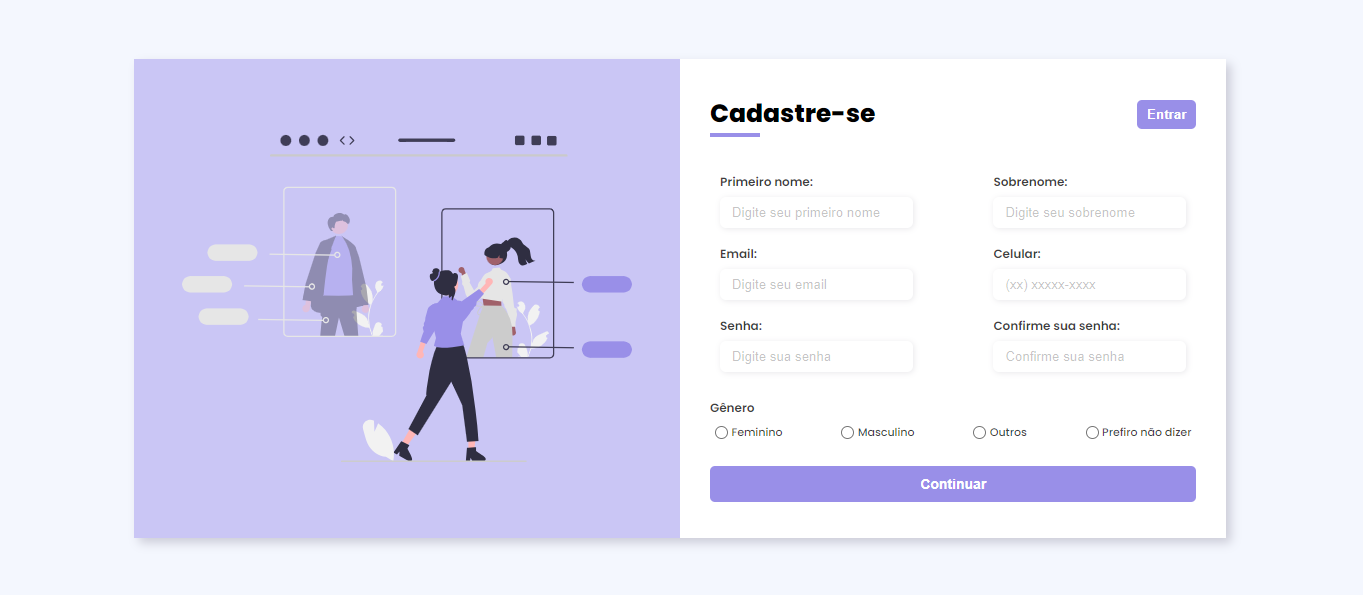 Cadastre-se
Entrar
Primeiro nome:
Sobrenome:
Digite seu primeiro nome
Digite seu sobrenome
Email:
Celular:
Digite seu email
(xx) xxxxx-xxxx
Senha:
Confirme sua senha:
Digite sua senha
Confirme sua senha
Gênero
Feminino
Masculino
Outros
Prefiro não dizer
Continuar